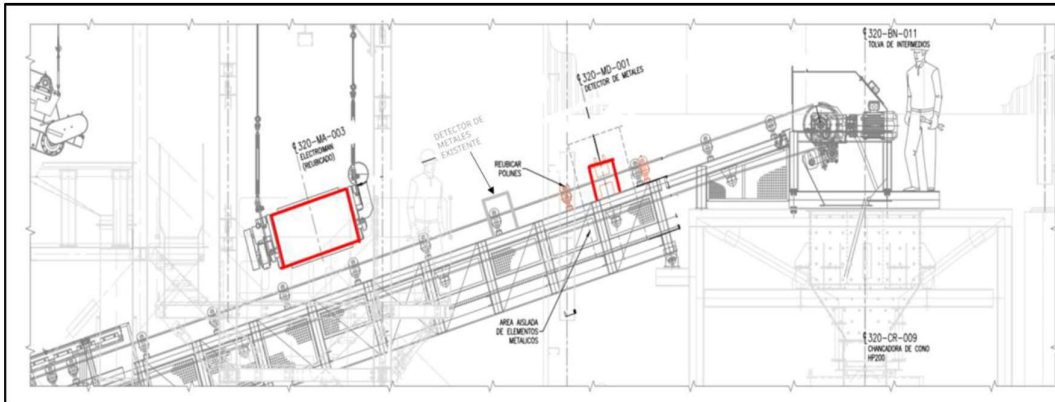 320-BN-011
TOLVA DE INTERMEDIOS
320-MD-001
DETECTOR DE METALES
DETECTOR DE
METALES
EXISTENTE
320-MA-003
ELECTROIMAN
(REUBICADO)
REUBICAR
POLINES
AREA AISLADA
DE ELEMENTOS
METALICOS
320-CR-009
CHANCADORA DE CONO
HP200